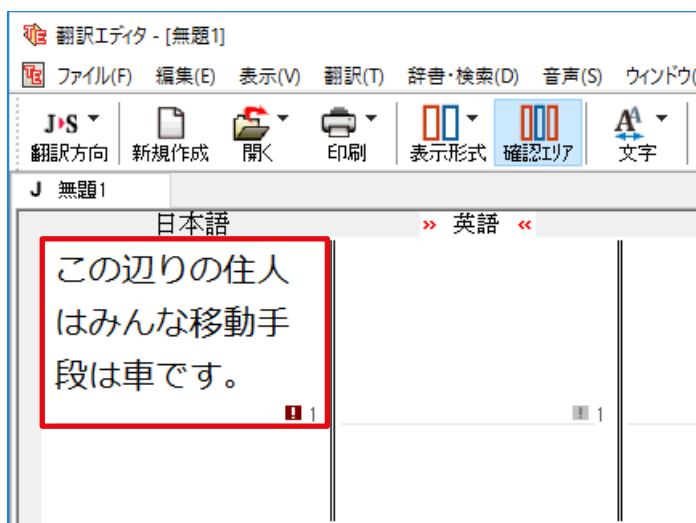 翻訳エディタ - [無題1]
ファイル(F) 編集(E) 表示(V) 翻訳(T) 辞書・検索(D) 音声(S) ウィンドウ(
J›S
翻訳方向 新規作成 開く 印刷 表示形式 確認エリア 文字
J 無題1
日本語 » 英語 «
この辺りの住人
はみんな移動手
段は車です。
! 1 ! 1